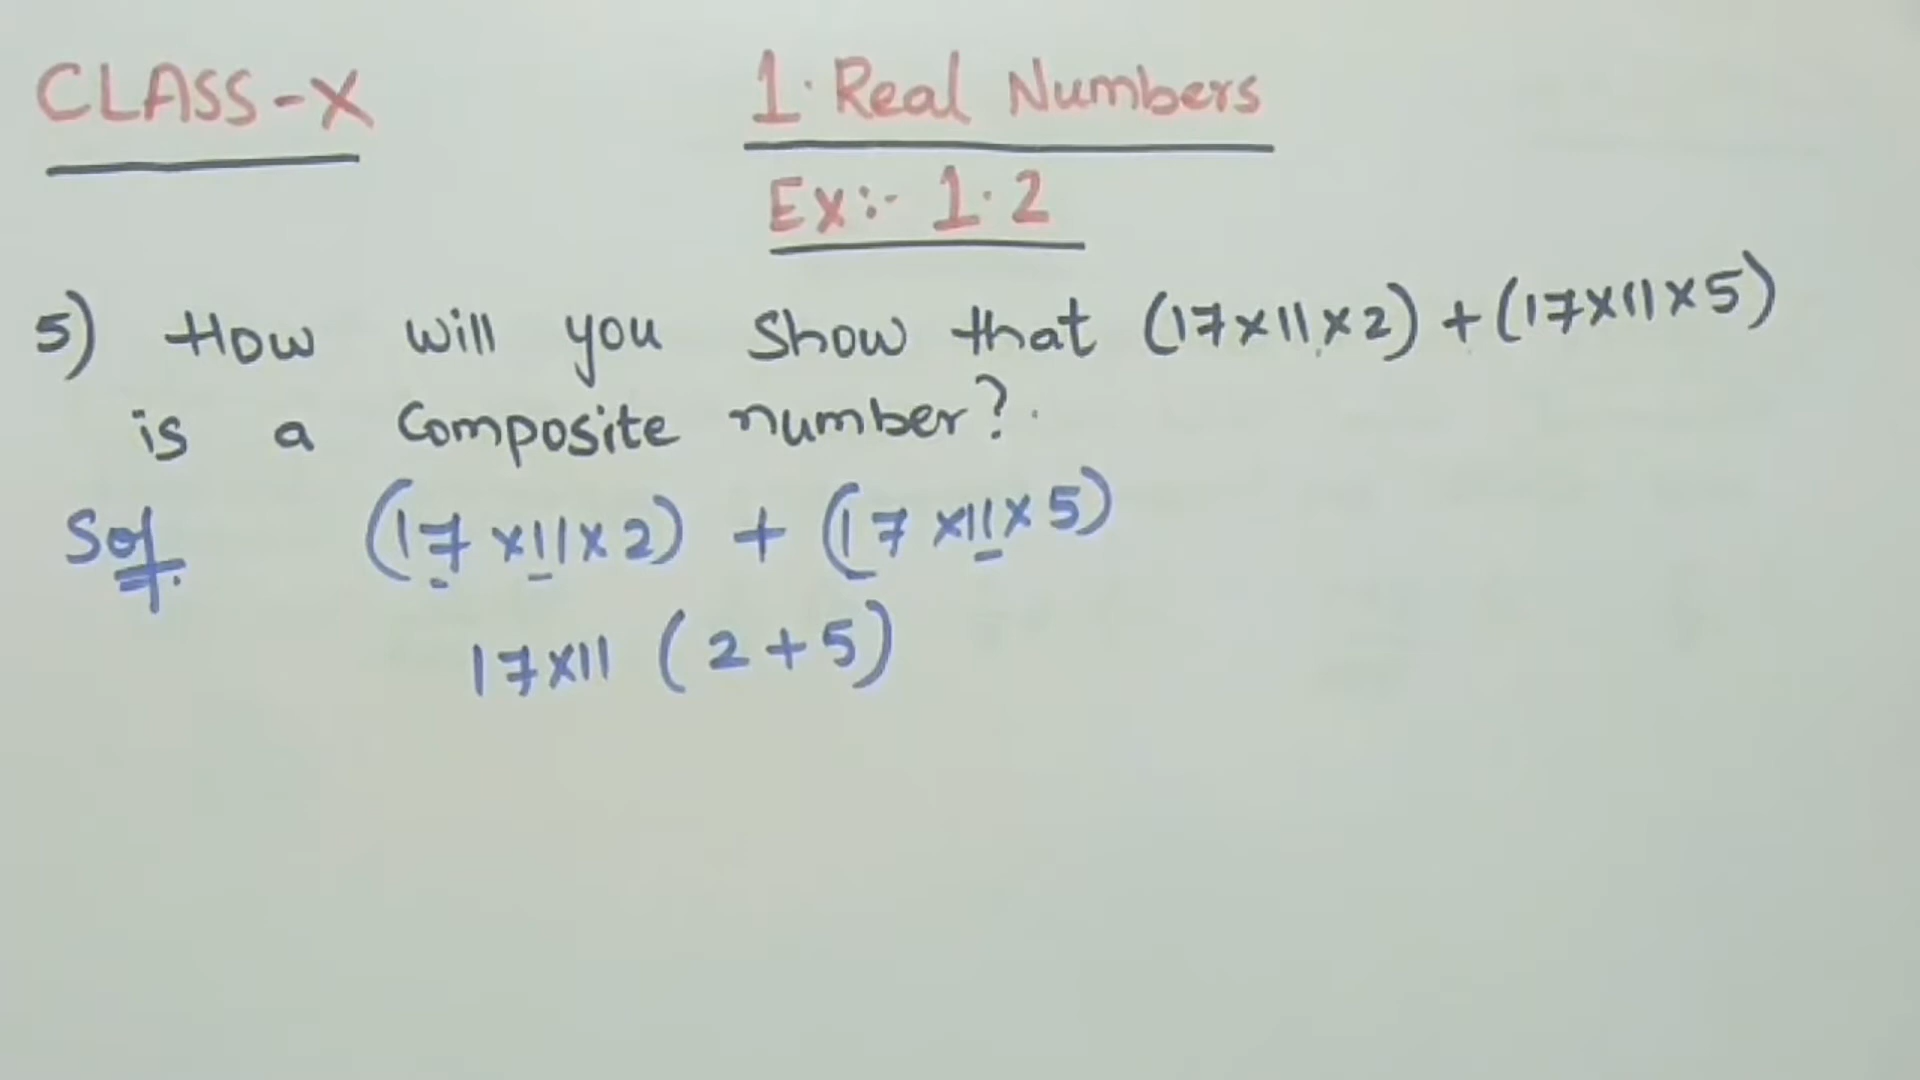 CLASS-X
1. Real Numbers
Ex:- 1.2
5) How will you show that (17×11×2)+(17×11×5)
is a composite number?.
Sol. (17×11×2) + (17×11×5)
17×11 (2+5)